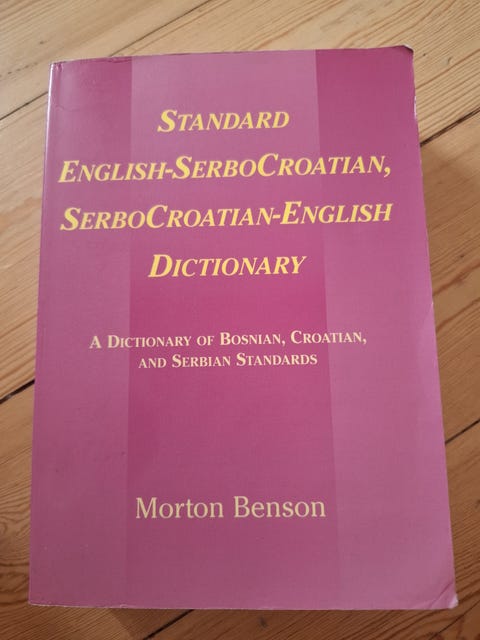 Standard
English-SerboCroatian,
SerboCroatian-English
Dictionary
A Dictionary of Bosnian, Croatian,
and Serbian Standards
Morton Benson